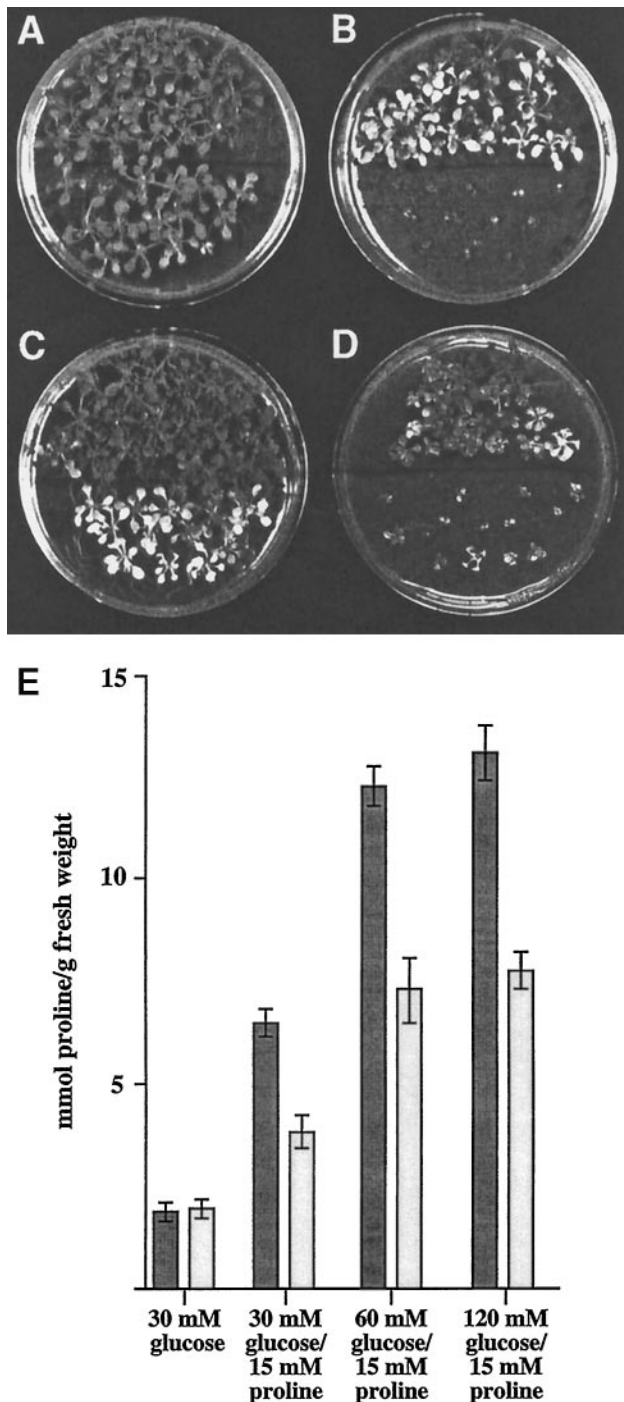 A
B
C
D
E
15
10
5
mmol proline/g fresh weight
30 mM
glucose
30 mM
glucose/
15 mM
proline
60 mM
glucose/
15 mM
proline
120 mM
glucose/
15 mM
proline